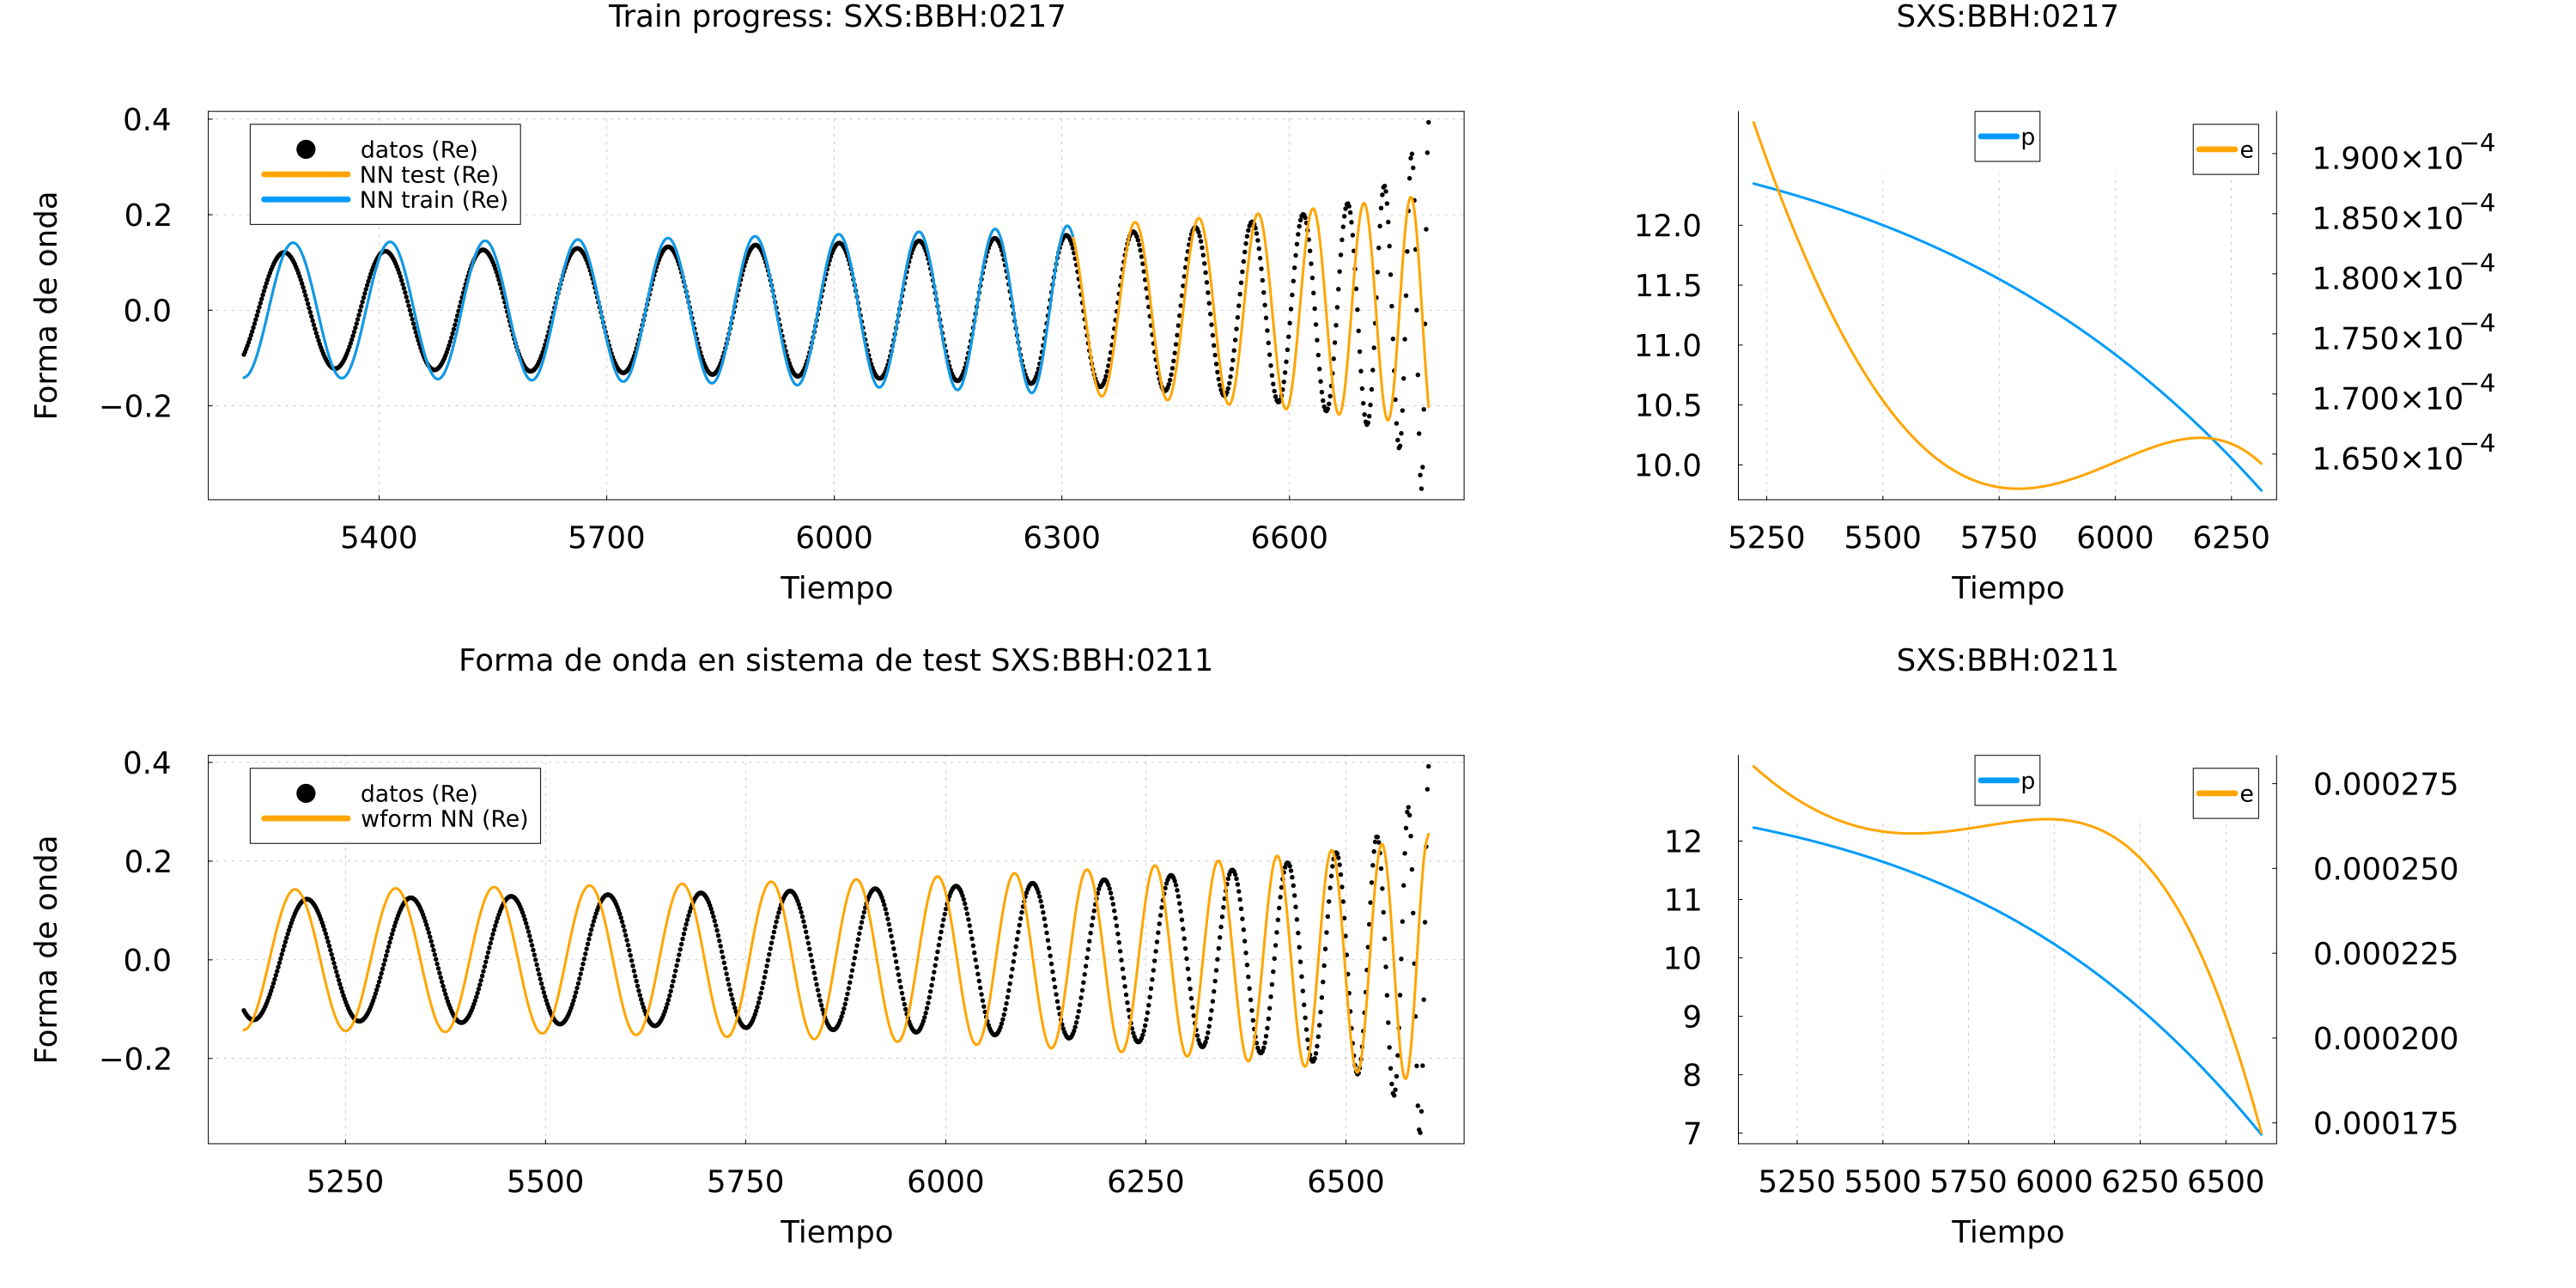 Train progress: SXS:BBH:0217
Forma de onda
0.4
0.2
0.0
−0.2
datos (Re)
NN test (Re)
NN train (Re)
5400 5700 6000 6300 6600
Tiempo
SXS:BBH:0217
12.0
11.5
11.0
10.5
10.0
p
e
1.900×10−4
1.850×10−4
1.800×10−4
1.750×10−4
1.700×10−4
1.650×10−4
5250 5500 5750 6000 6250
Tiempo
Forma de onda en sistema de test SXS:BBH:0211
Forma de onda
0.4
0.2
0.0
−0.2
datos (Re)
wform NN (Re)
5250 5500 5750 6000 6250 6500
Tiempo
SXS:BBH:0211
12
11
10
9
8
7
p
e
0.000275
0.000250
0.000225
0.000200
0.000175
5250 5500 5750 6000 6250 6500
Tiempo